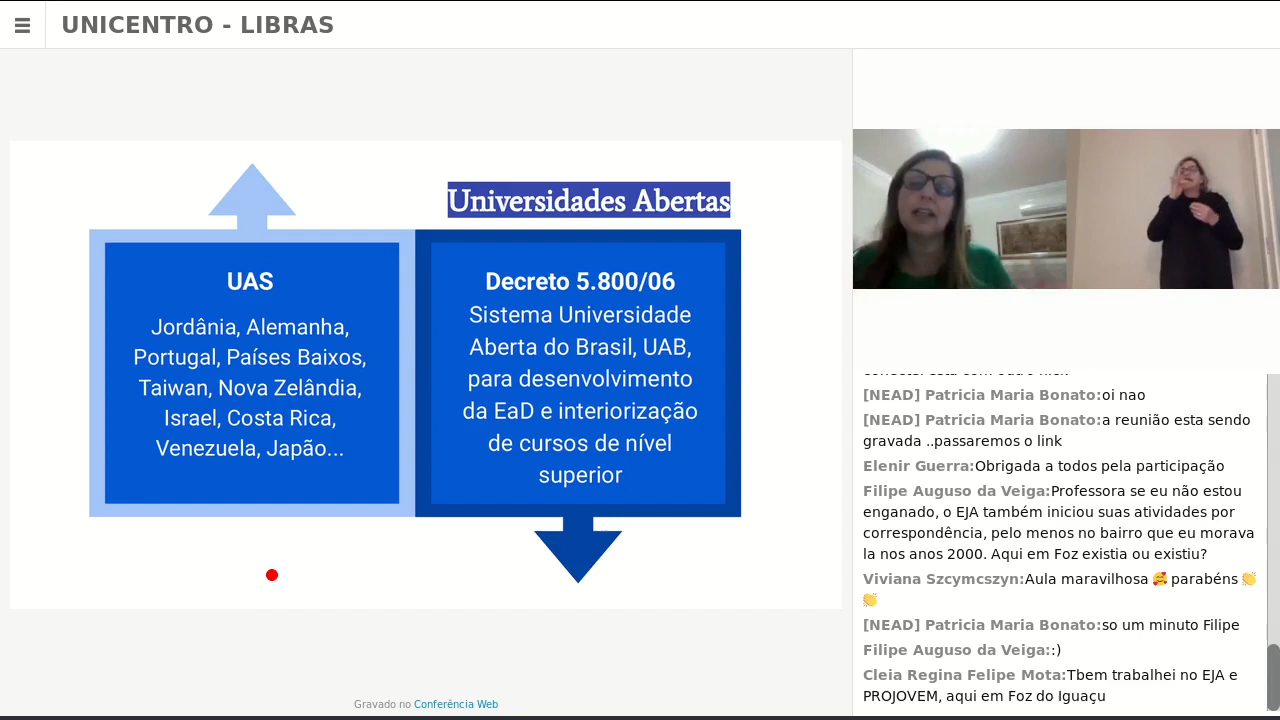 UNICENTRO - LIBRAS
Universidades Abertas
UAS
Jordânia, Alemanha,
Portugal, Países Baixos,
Taiwan, Nova Zelândia,
Israel, Costa Rica,
Venezuela, Japão...
Decreto 5.800/06
Sistema Universidade
Aberta do Brasil, UAB,
para desenvolvimento
da EaD e interiorização
de cursos de nível
superior
[NEAD] Patricia Maria Bonato:oi nao
[NEAD] Patricia Maria Bonato:a reunião esta sendo
gravada ..passaremos o link
Elenir Guerra:Obrigada a todos pela participação
Filipe Auguso da Veiga:Professora se eu não estou
enganado, o EJA também iniciou suas atividades por
correspondência, pelo menos no bairro que eu morava
la nos anos 2000. Aqui em Foz existia ou existiu?
Viviana Szcymcszyn:Aula maravilhosa 🥰 parabéns 👏
👏
[NEAD] Patricia Maria Bonato:so um minuto Filipe
Filipe Auguso da Veiga::)
Cleia Regina Felipe Mota:Tbem trabalhei no EJA e
PROJOVEM, aqui em Foz do Iguaçu
Gravado no Conferência Web